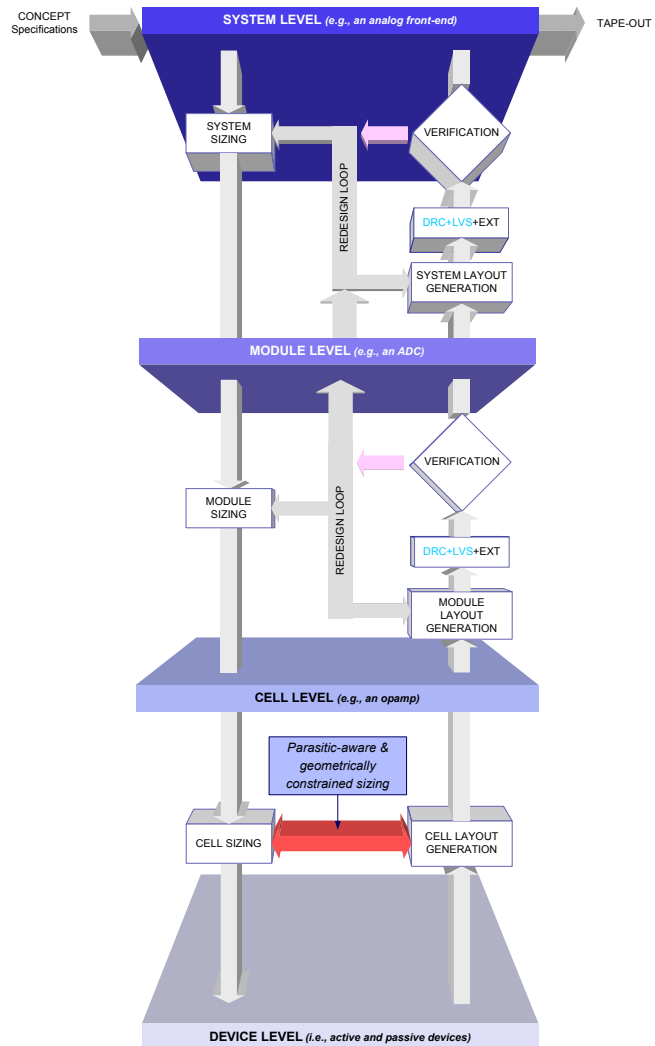 CONCEPT
Specifications
SYSTEM LEVEL (e.g., an analog front-end)
TAPE-OUT
SYSTEM
SIZING
VERIFICATION
REDESIGN LOOP
DRC+LVS+EXT
SYSTEM LAYOUT
GENERATION
MODULE LEVEL (e.g., an ADC)
VERIFICATION
MODULE
SIZING
REDESIGN LOOP
DRC+LVS+EXT
MODULE
LAYOUT
GENERATION
CELL LEVEL (e.g., an opamp)
Parasitic-aware &
geometrically
constrained sizing
CELL SIZING
CELL LAYOUT
GENERATION
DEVICE LEVEL (i.e., active and passive devices)